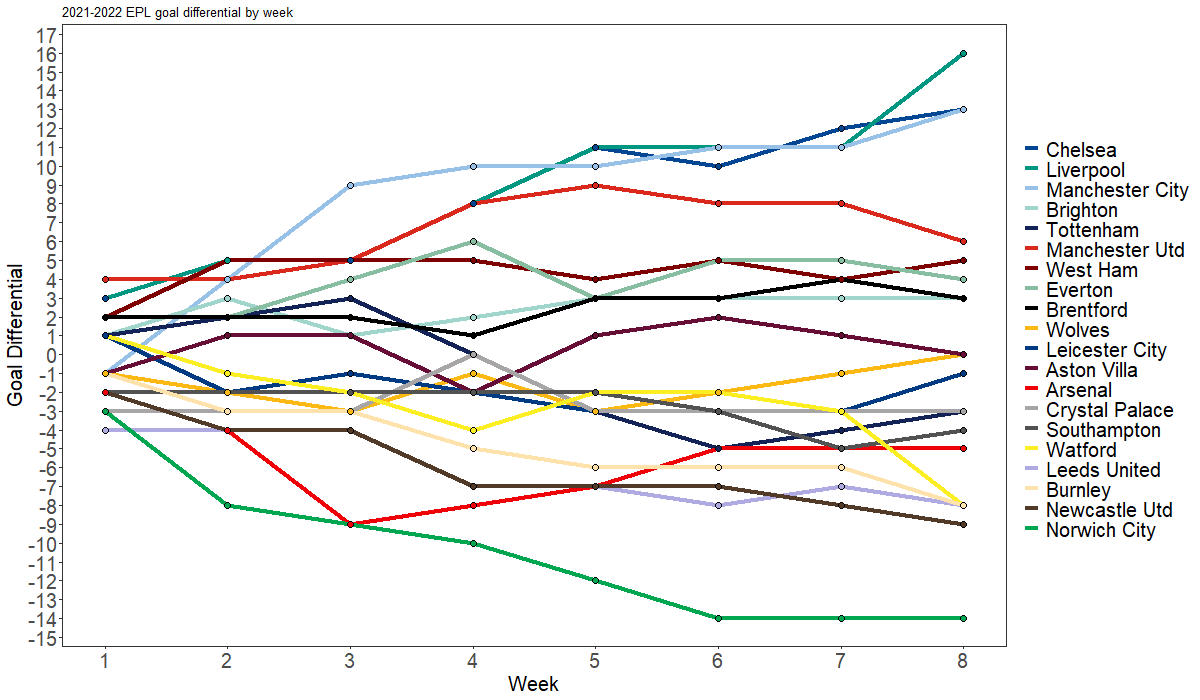 2021-2022 EPL goal differential by week
17
16
15
14
13
12
11
10
9
8
7
6
5
4
3
2
1
0
-1
-2
-3
-4
-5
-6
-7
-8
-9
-10
-11
-12
-13
-14
-15
Goal Differential
1 2 3 4 5 6 7 8
Week
Chelsea
Liverpool
Manchester City
Brighton
Tottenham
Manchester Utd
West Ham
Everton
Brentford
Wolves
Leicester City
Aston Villa
Arsenal
Crystal Palace
Southampton
Watford
Leeds United
Burnley
Newcastle Utd
Norwich City